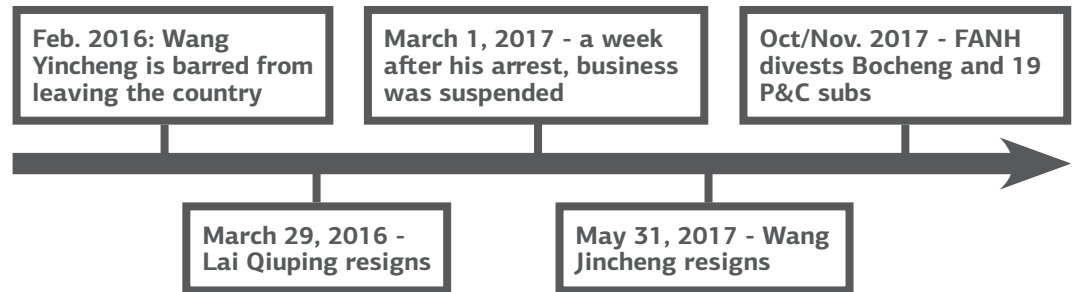 Feb. 2016: Wang
Yincheng is barred from
leaving the country
March 29, 2016 -
Lai Qiuping resigns
March 1, 2017 - a week
after his arrest, business
was suspended
May 31, 2017 - Wang
Jincheng resigns
Oct/Nov. 2017 - FANH
divests Bocheng and 19
P&C subs